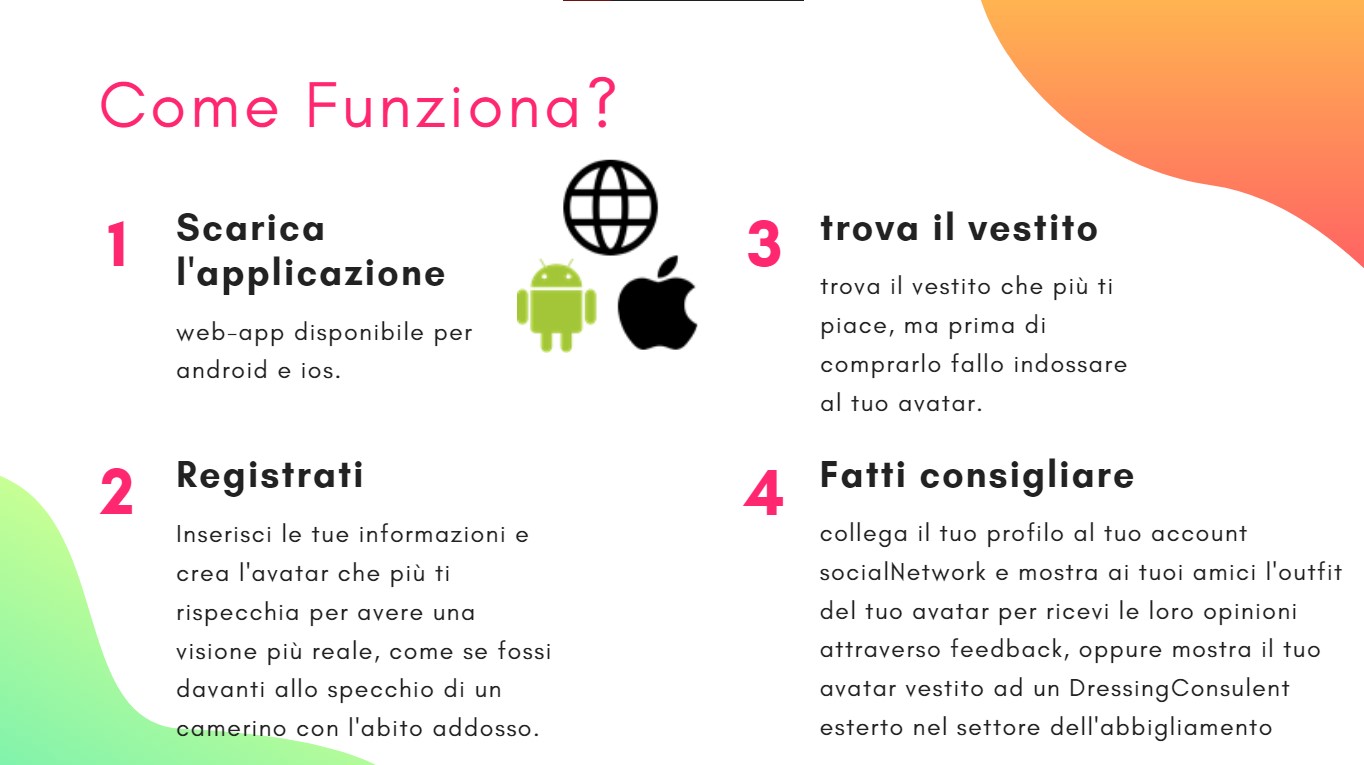 Come Funziona?
1
Scarica
l'applicazione
web-app disponibile per
android e ios.
2
Registrati
Inserisci le tue informazioni e
crea l'avatar che più ti
rispecchia per avere una
visione più reale, come se fossi
davanti allo specchio di un
camerino con l'abito addosso.
3
trova il vestito
trova il vestito che più ti
piace, ma prima di
comprarlo fallo indossare
al tuo avatar.
4
Fatti consigliare
collega il tuo profilo al tuo account
socialNetwork e mostra ai tuoi amici l'outfit
del tuo avatar per ricevi le loro opinioni
attraverso feedback, oppure mostra il tuo
avatar vestito ad un DressingConsulent
esterto nel settore dell'abbigliamento